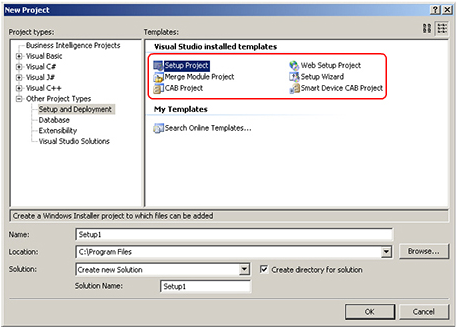 New Project
Project types:
Templates:
Business Intelligence Projects
Visual Basic
Visual C#
Visual J#
Visual C++
Other Project Types
Setup and Deployment
Database
Extensibility
Visual Studio Solutions
Visual Studio installed templates
Setup Project
Web Setup Project
Merge Module Project
Setup Wizard
CAB Project
Smart Device CAB Project
My Templates
Search Online Templates...
Create a Windows Installer project to which files can be added
Name:
Setup1
Location:
C:\Program Files
Browse...
Solution:
Create new Solution
Create directory for solution
Solution Name:
Setup1
OK
Cancel